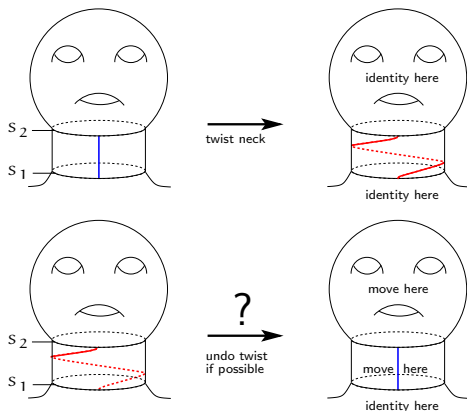 identity here
S 2
twist neck
S 1
identity here
move here
?
S 2
undo twist
if possible
move here
S 1
identity here